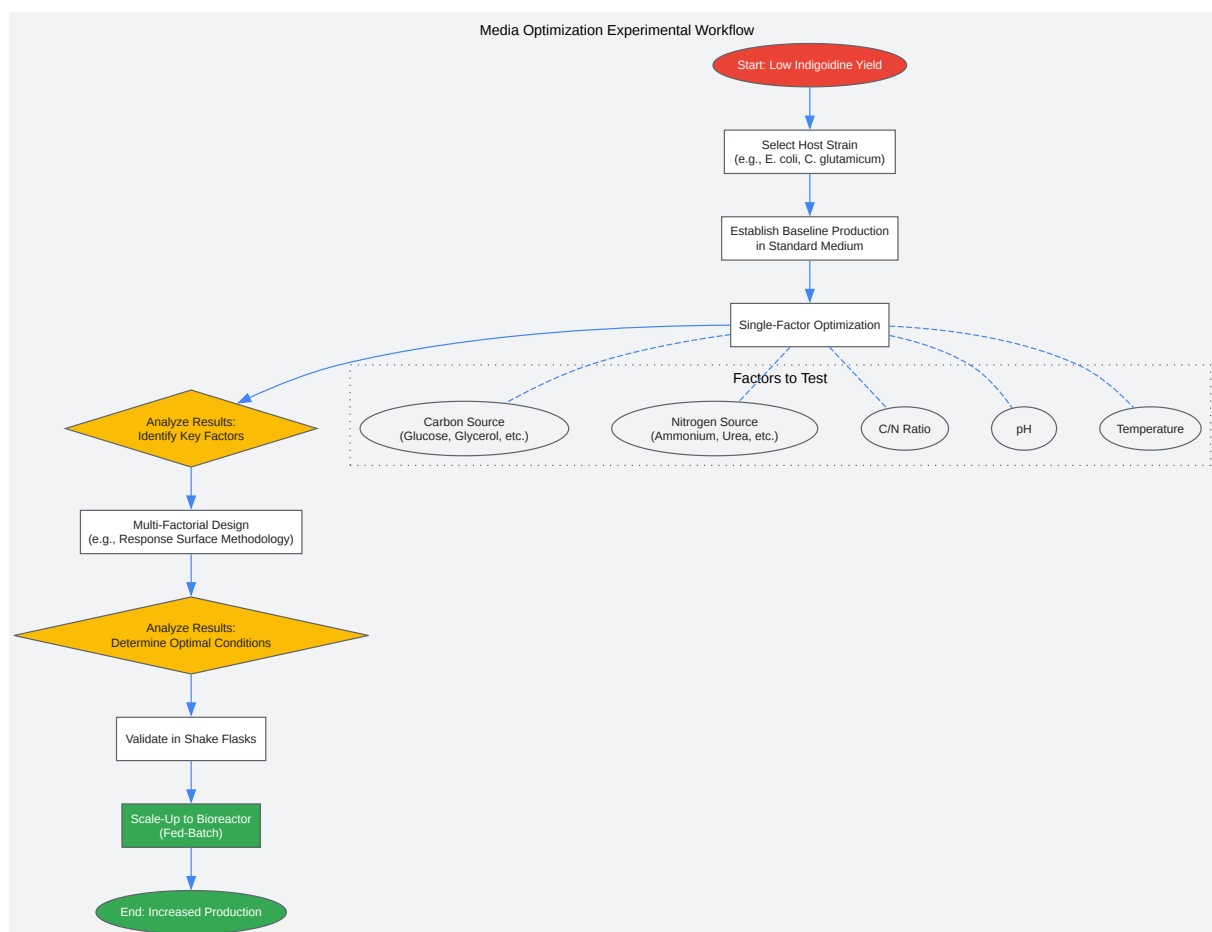 Media Optimization Experimental Workflow
Start: Low Indigoidine Yield
Select Host Strain
(e.g., E. coli, C. glutamicum)
Establish Baseline Production
in Standard Medium
Single-Factor Optimization
Factors to Test
Carbon Source
(Glucose, Glycerol, etc.)
Nitrogen Source
(Ammonium, Urea, etc.)
C/N Ratio
pH
Temperature
Analyze Results:
Identify Key Factors
Multi-Factorial Design
(e.g., Response Surface Methodology)
Analyze Results:
Determine Optimal Conditions
Validate in Shake Flasks
Scale-Up to Bioreactor
(Fed-Batch)
End: Increased Production